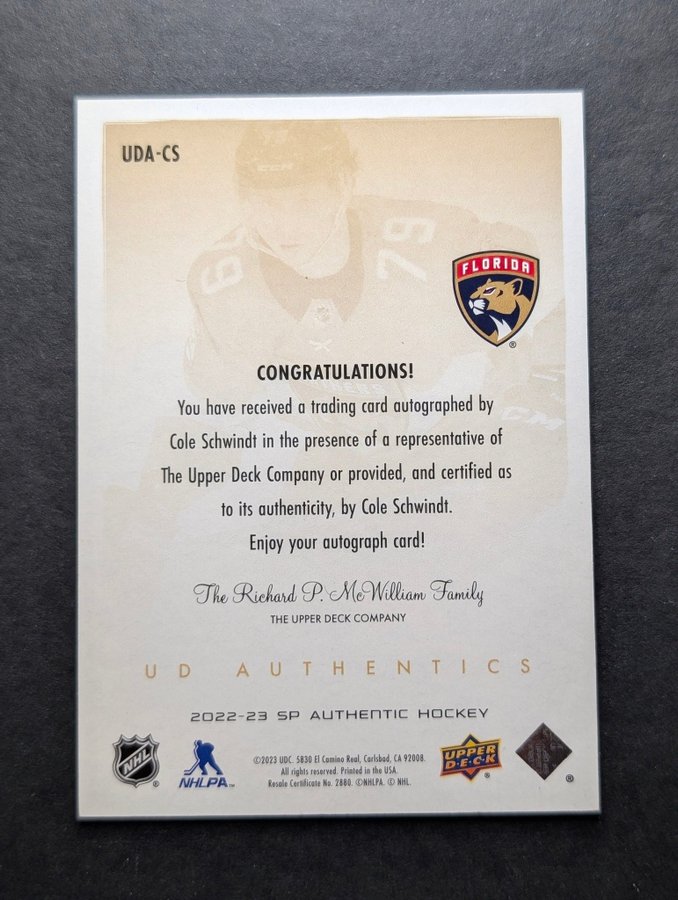 UDA-CS
79
79
FLORIDA
®
CONGRATULATIONS!
You have received a trading card autographed by
Cole Schwindt in the presence of a representative of
The Upper Deck Company or provided, and certified as
to its authenticity, by Cole Schwindt.
Enjoy your autograph card!
The Richard P. McWilliam Family
THE UPPER DECK COMPANY
UD AUTHENTICS
2022-23 SP AUTHENTIC HOCKEY
NHL ®
NHLPA™
©2023 UDC. 5830 El Camino Real, Carlsbad, CA 92008.
All rights reserved. Printed in the USA.
Resale Certificate No. 2880. ©NHLPA. © NHL.
UPPER
DECK ®
®